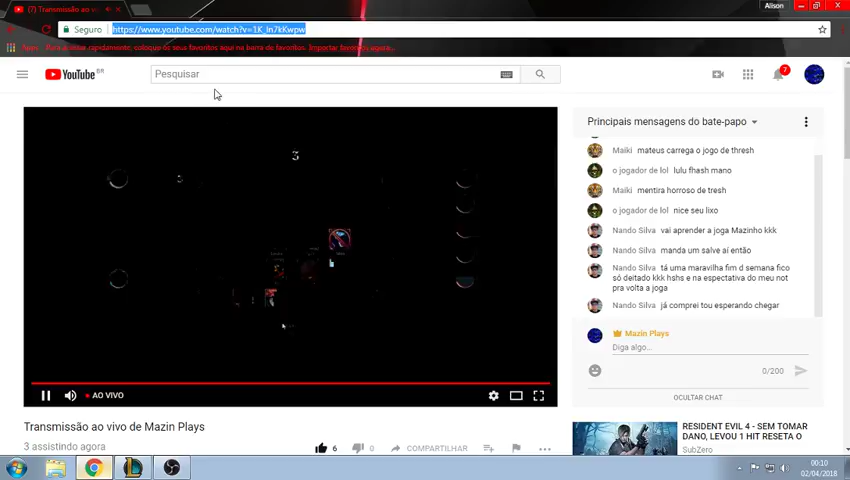 Alison
(7) Transmissão ao v
Seguro
https://www.youtube.com/watch?v=1K_In7kKwpw
Apps
Para acessar rapidamente, coloque os seus favoritos aqui na barra de favoritos. Importar favoritos agora...
YouTube BR
Pesquisar
7
3
3
AO VIVO
Principais mensagens do bate-papo
Maiki mateus carrega o jogo de thresh
o jogador de lol lulu fhash mano
Maiki mentira horroso de tresh
o jogador de lol nice seu lixo
Nando Silva vai aprender a joga Mazinho kkk
Nando Silva manda um salve aí então
Nando Silva tá uma maravilha fim d semana fico
só deitado kkk hshs e na espectativa do meu not
pra volta a joga
Nando Silva já comprei tou esperando chegar
Mazin Plays
Diga algo...
0/200
OCULTAR CHAT
Transmissão ao vivo de Mazin Plays
3 assistindo agora
6
0
COMPARTILHAR
RESIDENT EVIL 4 - SEM TOMAR
DANO, LEVOU 1 HIT RESETA O
SubZero
00:10
02/04/2018